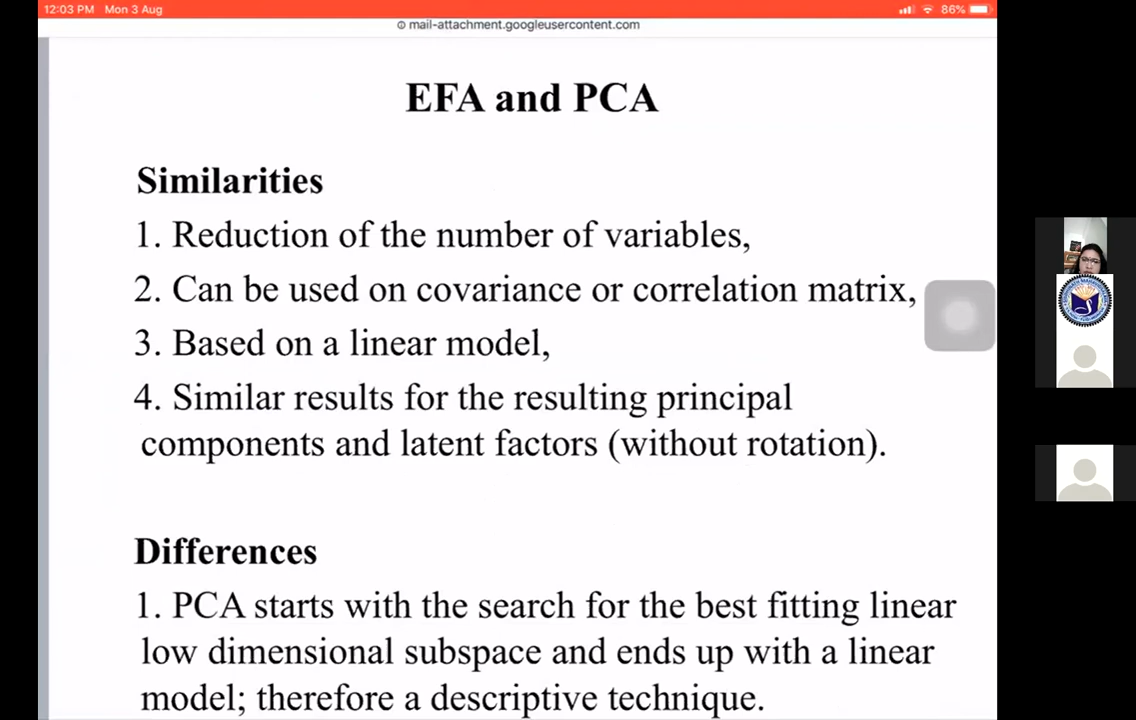 12:03 PM Mon 3 Aug
86%
mail-attachment.googleusercontent.com
EFA and PCA
Similarities
1. Reduction of the number of variables,
2. Can be used on covariance or correlation matrix,
3. Based on a linear model,
4. Similar results for the resulting principal
components and latent factors (without rotation).
Differences
1. PCA starts with the search for the best fitting linear
low dimensional subspace and ends up with a linear
model; therefore a descriptive technique.